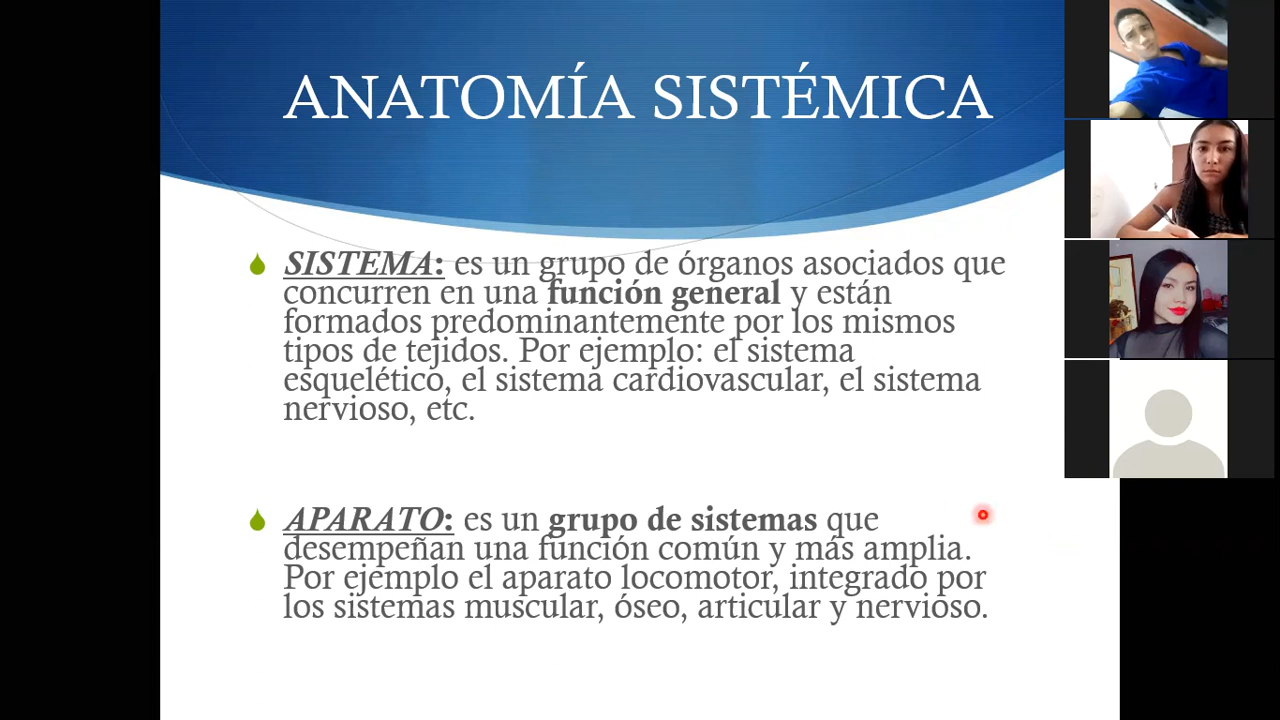 ANATOMÍA SISTÉMICA
SISTEMA: es un grupo de órganos asociados que
concurren en una función general y están
formados predominantemente por los mismos
tipos de tejidos. Por ejemplo: el sistema
esquelético, el sistema cardiovascular, el sistema
nervioso, etc.
APARATO: es un grupo de sistemas que
desempeñan una función común y más amplia.
Por ejemplo el aparato locomotor, integrado por
los sistemas muscular, óseo, articular y nervioso.